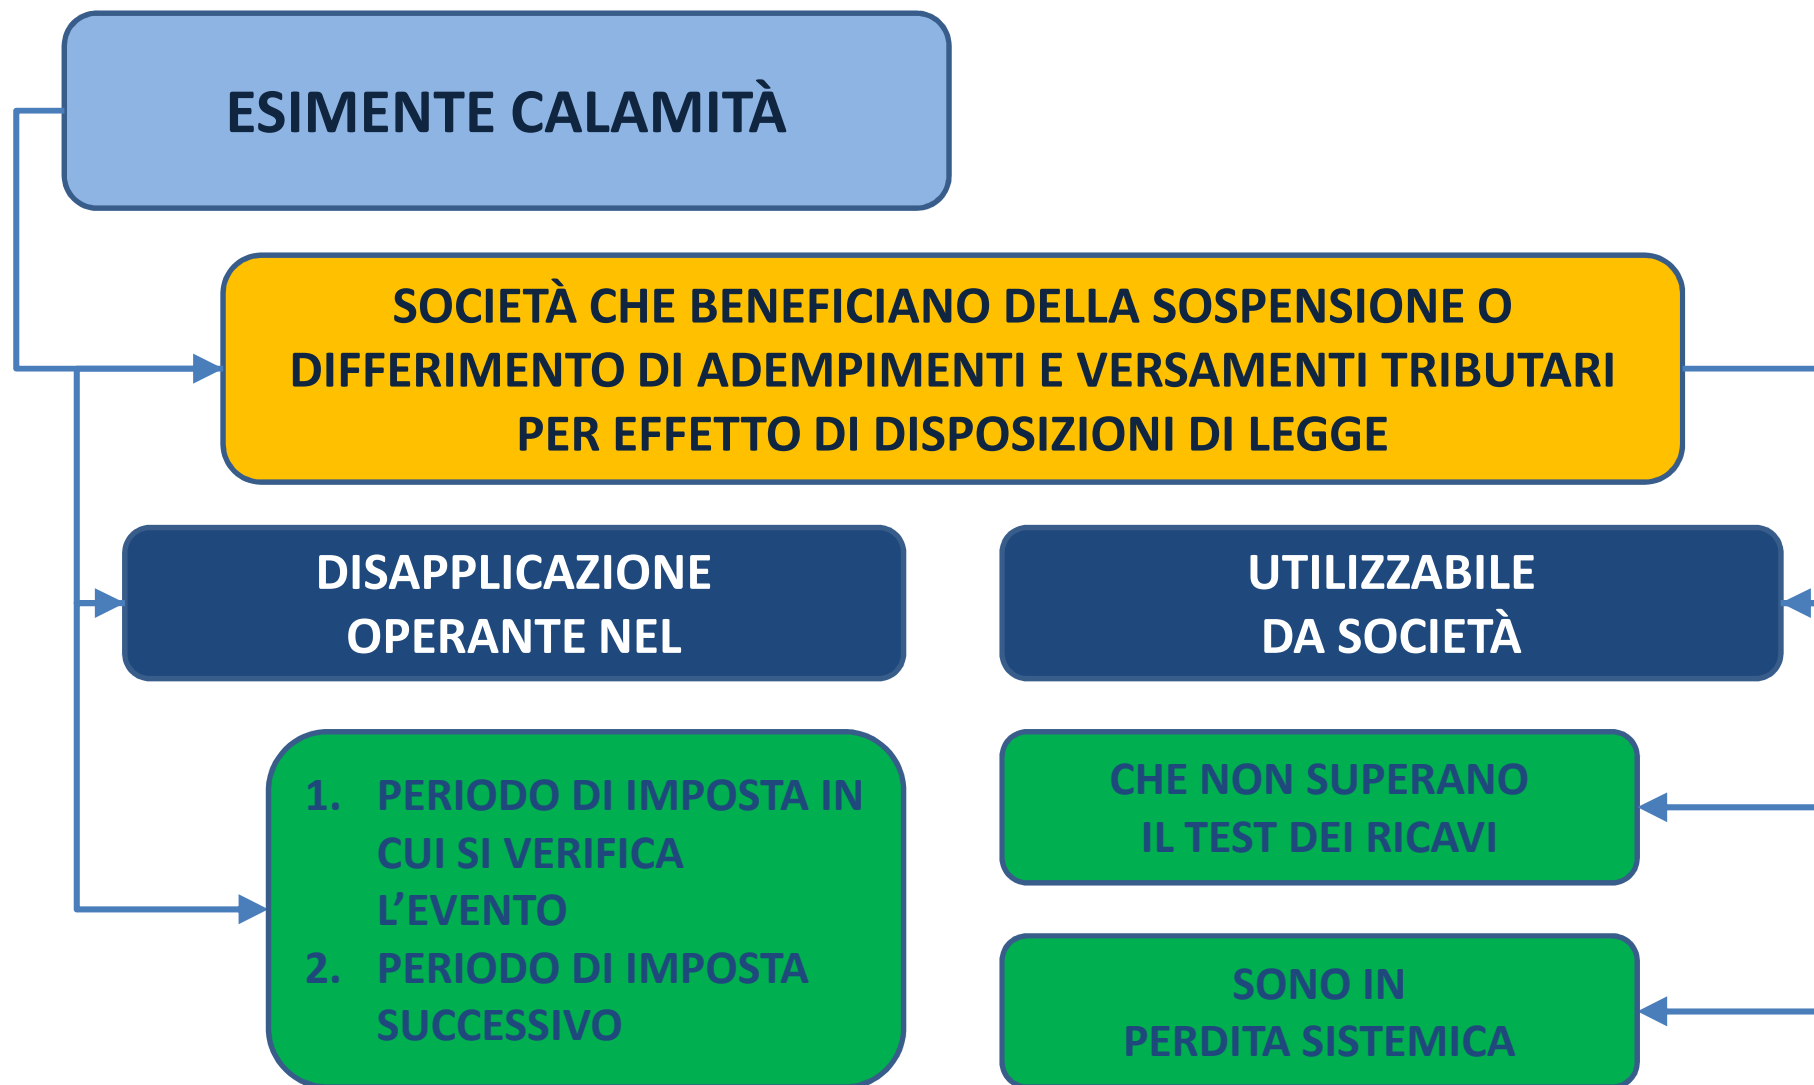 ESIMENTE CALAMITÀ
SOCIETÀ CHE BENEFICIANO DELLA SOSPENSIONE O
DIFFERIMENTO DI ADEMPIMENTI E VERSAMENTI TRIBUTARI
PER EFFETTO DI DISPOSIZIONI DI LEGGE
DISAPPLICAZIONE
OPERANTE NEL
1. PERIODO DI IMPOSTA IN
CUI SI VERIFICA
L’EVENTO
2. PERIODO DI IMPOSTA
SUCCESSIVO
UTILIZZABILE
DA SOCIETÀ
CHE NON SUPERANO
IL TEST DEI RICAVI
SONO IN
PERDITA SISTEMICA